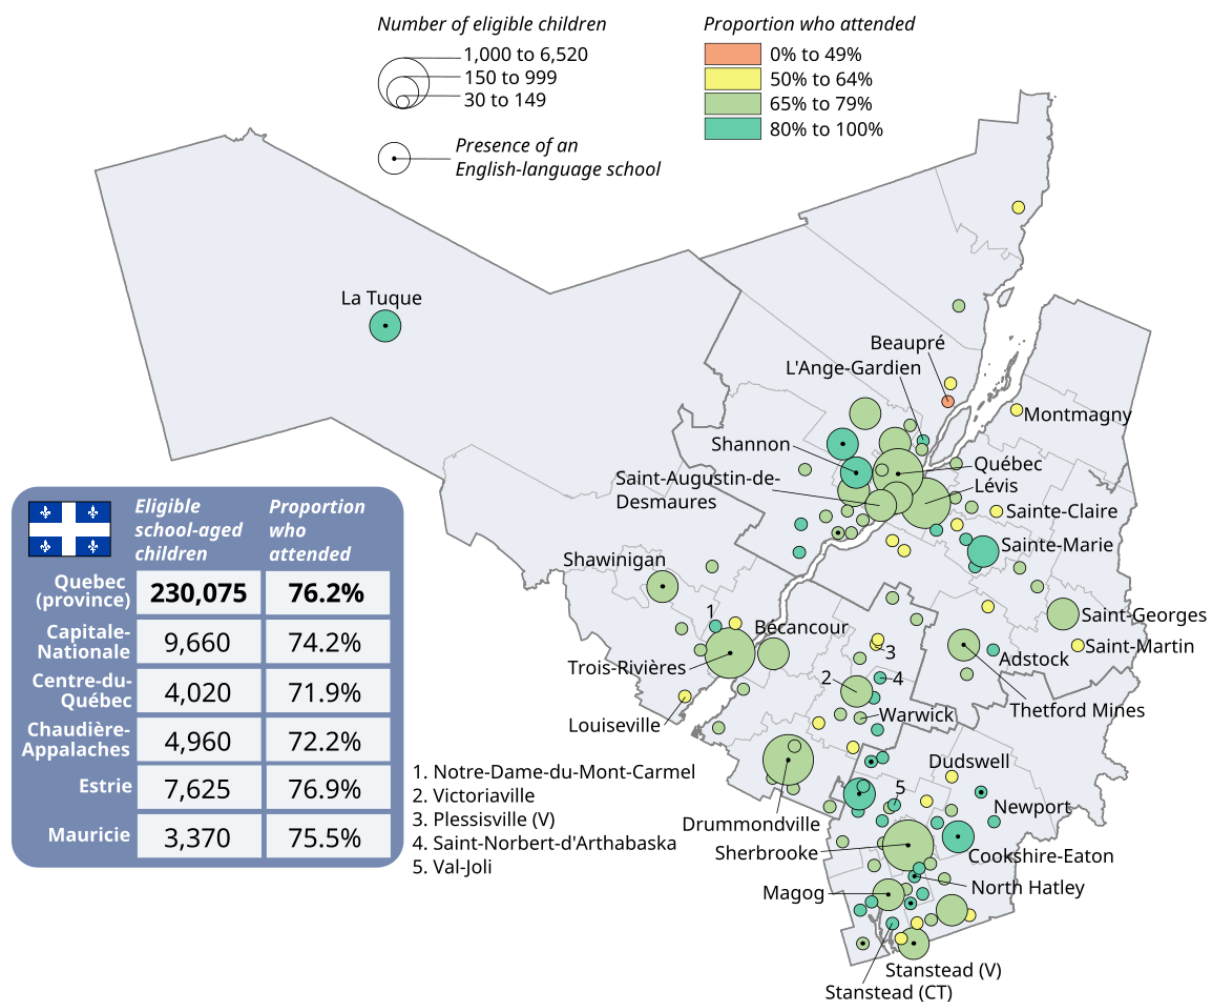 Number of eligible children
1,000 to 6,520
150 to 999
30 to 149
Presence of an
English-language school
Proportion who attended
0% to 49%
50% to 64%
65% to 79%
80% to 100%
La Tuque
Beaupré
L'Ange-Gardien
Montmagny
Shannon
Québec
Saint-Augustin-de-
Desmaures
Lévis
Sainte-Claire
Sainte-Marie
Shawinigan
1
Bécancour
Saint-Georges
3
Saint-Martin
Adstock
Trois-Rivières
2
4
Louiseville
Warwick
Thetford Mines
Dudswell
5
Newport
Drummondville
Sherbrooke
Cookshire-Eaton
North Hatley
Magog
Stanstead (V)
Stanstead (CT)
1. Notre-Dame-du-Mont-Carmel
2. Victoriaville
3. Plessisville (V)
4. Saint-Norbert-d'Arthabaska
5. Val-Joli
Eligible
school-aged
children
Proportion
who
attended
Quebec
(province)
230,075
76.2%
Capitale-
Nationale
9,660
74.2%
Centre-du-
Québec
4,020
71.9%
Chaudière-
Appalaches
4,960
72.2%
Estrie
7,625
76.9%
Mauricie
3,370
75.5%